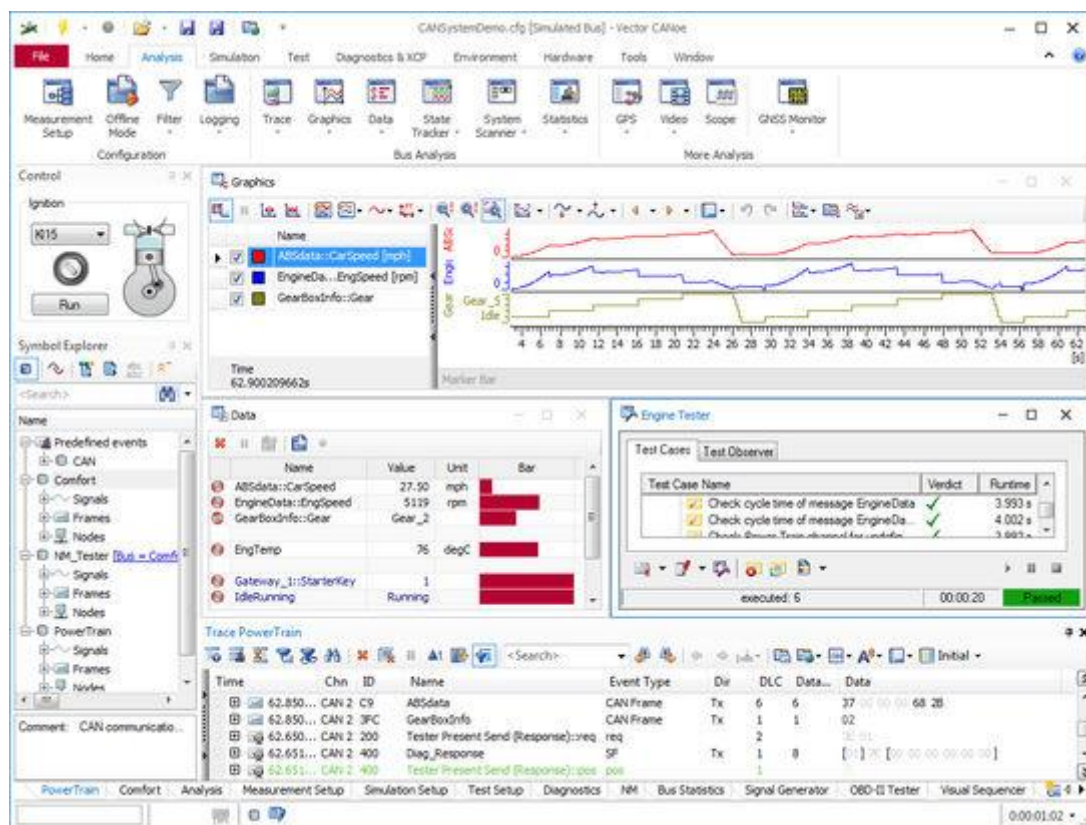 CANSystemDemo.cfg [Simulated Bus] - Vector CANoe
File Home Analysis Simulation Test Diagnostics & XCP Environment Hardware Tools Window
Measurement Setup Offline Mode Filter Logging Trace Graphics Data State Tracker System Scanner Statistics GPS Video Scope GNSS Monitor
Configuration Bus Analysis More Analysis
Control
Ignition
Kl15
Run
Symbol Explorer
<Search>
Name
Predefined events
CAN
Comfort
Signals
Frames
Nodes
NM_Tester [Bus = Comf
Signals
Frames
Nodes
PowerTrain
Signals
Frames
Nodes
Comment: CAN communicatio...
Graphics
Name
ABSdata::CarSpeed [mph]
EngineDa...EngSpeed [rpm]
GearBoxInfo::Gear
Time
62.900209662s
Gear
Gear_5
Idle
4 6 8 10 12 14 16 18 20 22 24 26 28 30 32 34 36 38 40 42 44 46 48 50 52 54 56 58 60 62
[s]
Marker Bar
Data
Name Value Unit Bar
ABSdata::CarSpeed 27.50 mph
EngineData::EngSpeed 5119 rpm
GearBoxInfo::Gear Gear_2
EngTemp 76 degC
Gateway_1::StarterKey 1
IdleRunning Running
Engine Tester
Test Cases Test Observer
Test Case Name Verdict Runtime
Check cycle time of message EngineData 3.993 s
Check cycle time of message EngineDa... 4.002 s
executed: 6 00:00:20 Passed
Trace PowerTrain
<Search> Initial
Time Chn ID Name Event Type Dir DLC Data... Data
62.850... CAN 2 C9 ABSdata CAN Frame Tx 6 6 37 00 00 00 68 2B
62.850... CAN 2 3FC GearBoxInfo CAN Frame Tx 1 1 02
62.650... CAN 2 200 Tester Present Send (Response)::req req 2
62.651... CAN 2 400 Diag_Response SF Tx 1 8
62.651... CAN 2 400 Tester Present Send (Response)::pos pos 1
PowerTrain Comfort Analysis Measurement Setup Simulation Setup Test Setup Diagnostics NM Bus Statistics Signal Generator OBD-II Tester Visual Sequencer
0:00:01:02